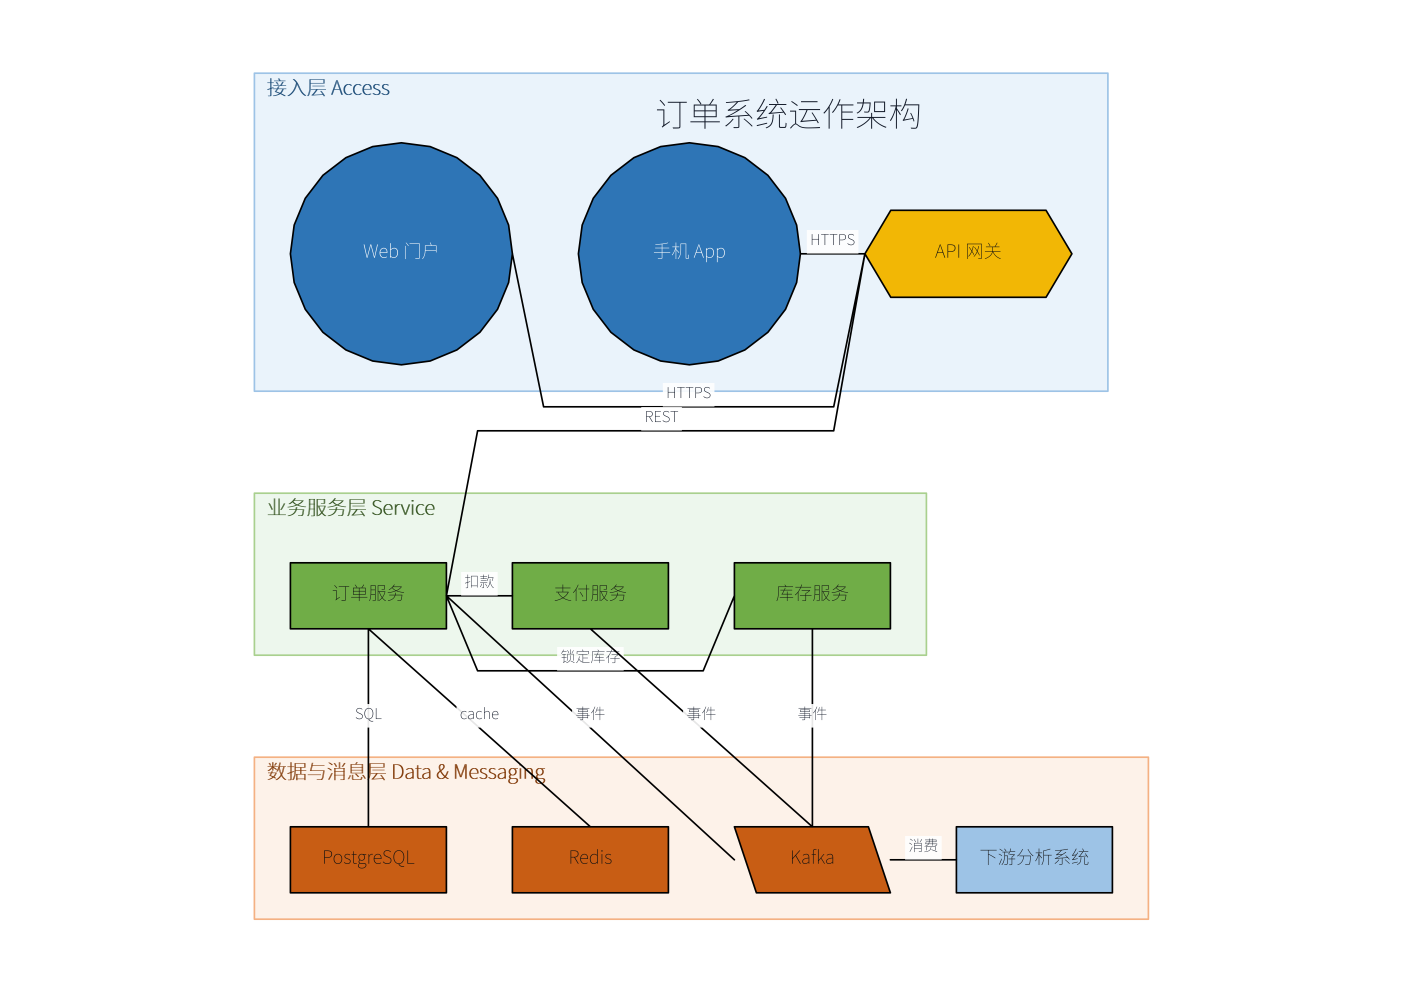 接入层 Access
订单系统运作架构
Web 门户
手机 App
HTTPS
API 网关
HTTPS
REST
业务服务层 Service
订单服务
扣款
支付服务
库存服务
锁定库存
SQL
cache
事件
事件
事件
数据与消息层 Data & Messaging
PostgreSQL
Redis
Kafka
消费
下游分析系统